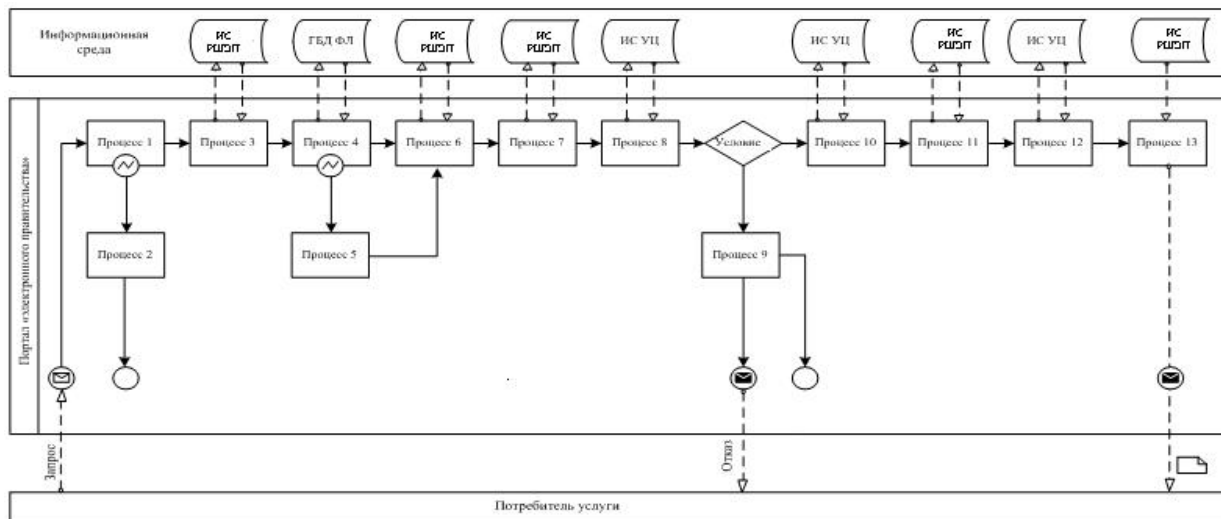 Информационная
среда
ИС
РШЭП
ГБД ФЛ
ИС
РШЭП
ИС
РШЭП
ИС УЦ
ИС УЦ
ИС
РШЭП
ИС УЦ
ИС
РШЭП
Портал «электронного правительства»
Процесс 1
Процесс 3
Процесс 4
Процесс 6
Процесс 7
Процесс 8
Условие
Процесс 10
Процесс 11
Процесс 12
Процесс 13
Процесс 2
Процесс 5
Процесс 9
Запрос
Отказ
Потребитель услуги